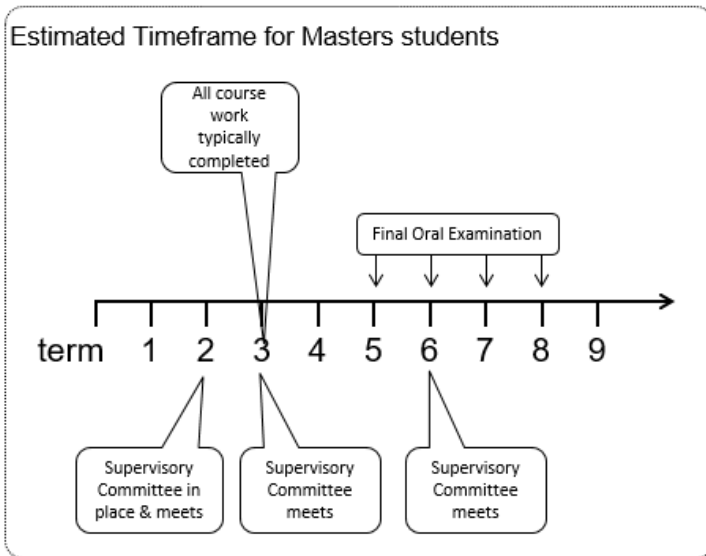 Estimated Timeframe for Masters students
All course
work
typically
completed
Final Oral Examination
term 1 2 3 4 5 6 7 8 9
Supervisory
Committee in
place & meets
Supervisory
Committee
meets
Supervisory
Committee
meets